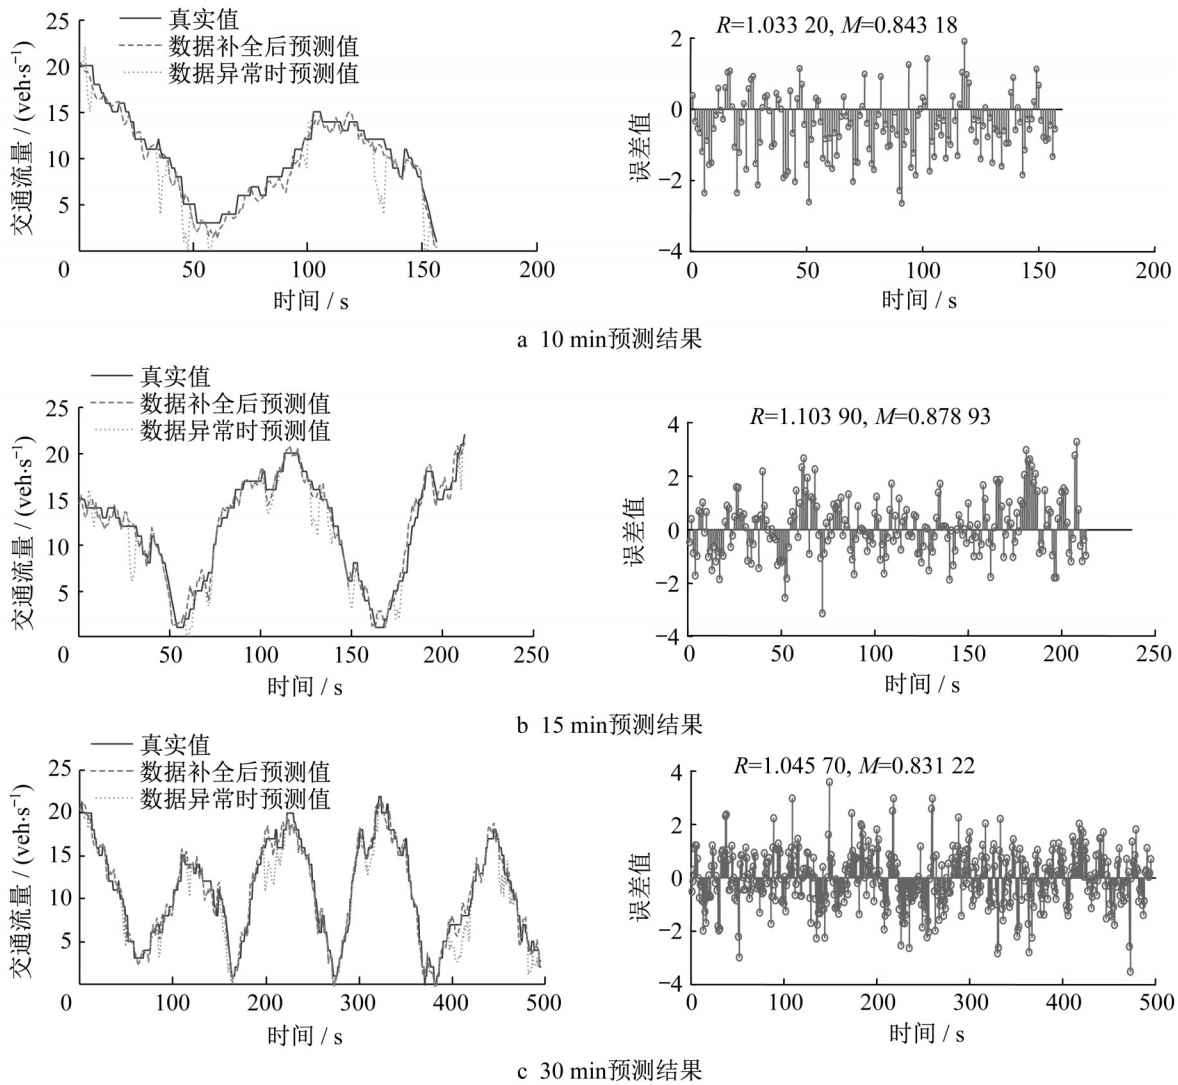 真实值
数据补全后预测值
数据异常时预测值
交通流量 / (veh·s⁻¹)
25
20
15
10
5
0
50
100
150
200
时间 / s
R=1.033 20, M=0.843 18
误差值
2
0
−2
−4
0
50
100
150
200
时间 / s
a 10 min预测结果
真实值
数据补全后预测值
数据异常时预测值
交通流量 / (veh·s⁻¹)
25
20
15
10
5
0
50
100
150
200
250
时间 / s
R=1.103 90, M=0.878 93
误差值
4
2
0
−2
−4
0
50
100
150
200
250
时间 / s
b 15 min预测结果
真实值
数据补全后预测值
数据异常时预测值
交通流量 / (veh·s⁻¹)
25
20
15
10
5
0
100
200
300
400
500
时间 / s
R=1.045 70, M=0.831 22
误差值
4
2
0
−2
−4
0
100
200
300
400
500
时间 / s
c 30 min预测结果